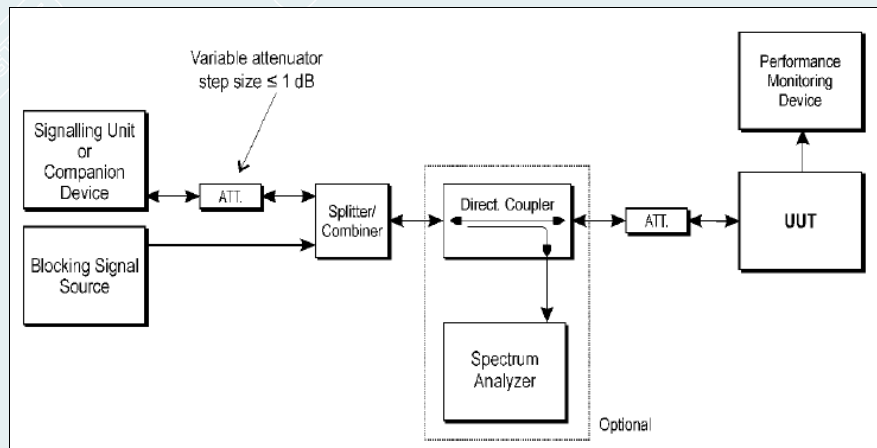 Variable attenuator
step size ≤ 1 dB
Performance
Monitoring
Device
Signalling Unit
or
Companion
Device
ATT.
Splitter/
Combiner
Direct. Coupler
ATT.
UUT
Blocking Signal
Source
Spectrum
Analyzer
Optional